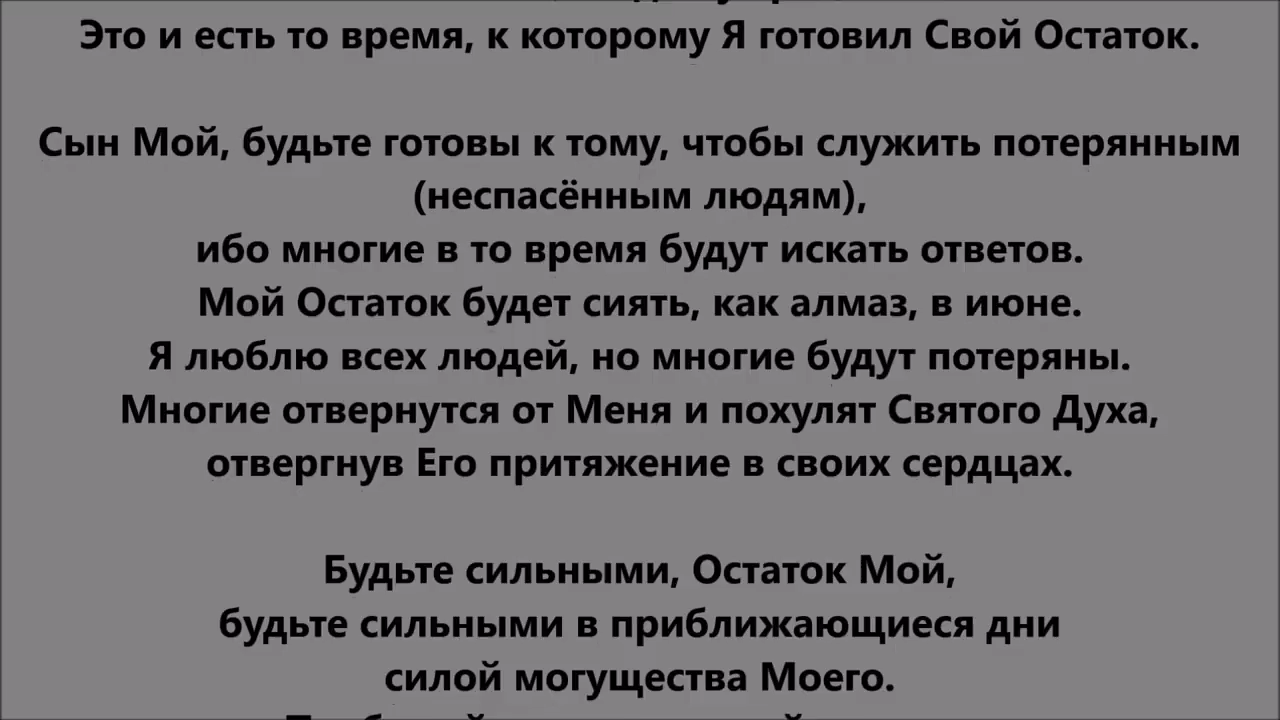 Это и есть то время, к которому Я готовил Свой Остаток.
Сын Мой, будьте готовы к тому, чтобы служить потерянным
(неспасённым людям),
ибо многие в то время будут искать ответов.
Мой Остаток будет сиять, как алмаз, в июне.
Я люблю всех людей, но многие будут потеряны.
Многие отвернутся от Меня и похулят Святого Духа,
отвергнув Его притяжение в своих сердцах.
Будьте сильными, Остаток Мой,
будьте сильными в приближающиеся дни
силой могущества Моего.